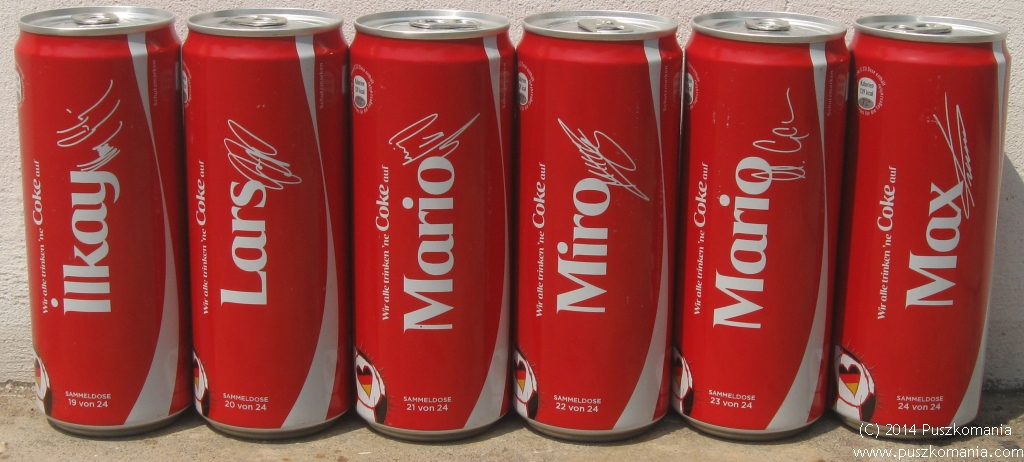 Wir alle trinken 'ne Coke auf
ilkay
SAMMELDOSE
19 von 24
Wir alle trinken 'ne Coke auf
Lars
SAMMELDOSE
20 von 24
Wir alle trinken 'ne Coke auf
Mario
SAMMELDOSE
21 von 24
Wir alle trinken 'ne Coke auf
Miro
SAMMELDOSE
22 von 24
Wir alle trinken 'ne Coke auf
Mario
SAMMELDOSE
23 von 24
Wir alle trinken 'ne Coke auf
Max
SAMMELDOSE
24 von 24
(C) 2014 Puszkomania
www.puszkomania.com